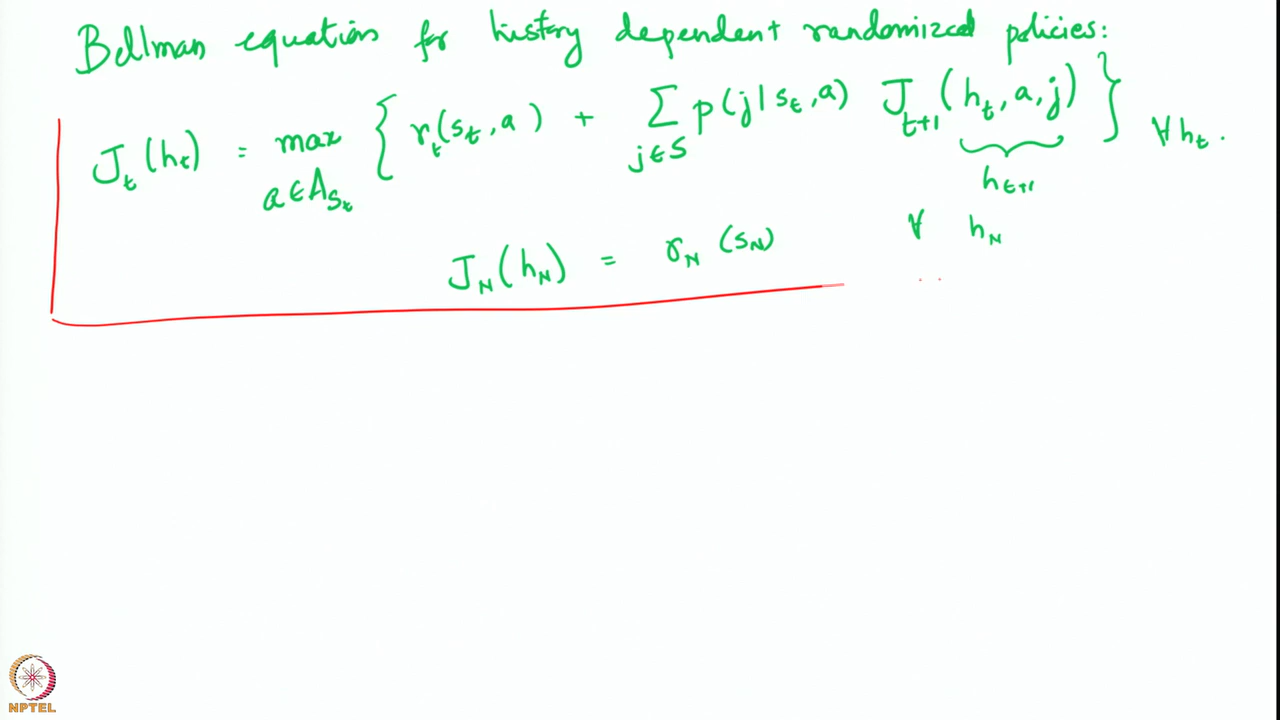 Bellman equation for history dependent randomized policies:
J_t(h_t) = max_{a∈A_{S_t}} { r_t(s_t, a) + Σ_{j∈S} p(j|s_t, a) J_{t+1}(h_t, a, j) } ∀ h_t.
h_{t+1}
J_N(h_N) = r_N(s_N) ∀ h_N
NPTEL